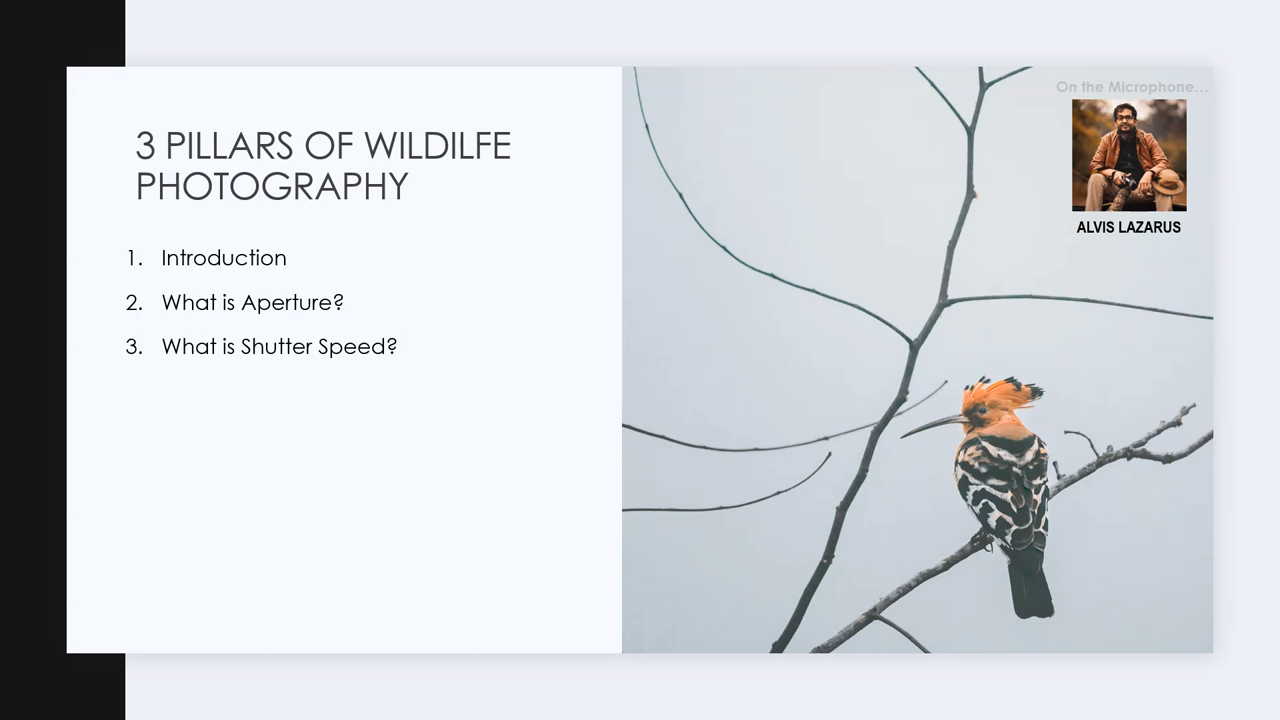 3 PILLARS OF WILDILFE
PHOTOGRAPHY
1. Introduction
2. What is Aperture?
3. What is Shutter Speed?
On the Microphone...
ALVIS LAZARUS